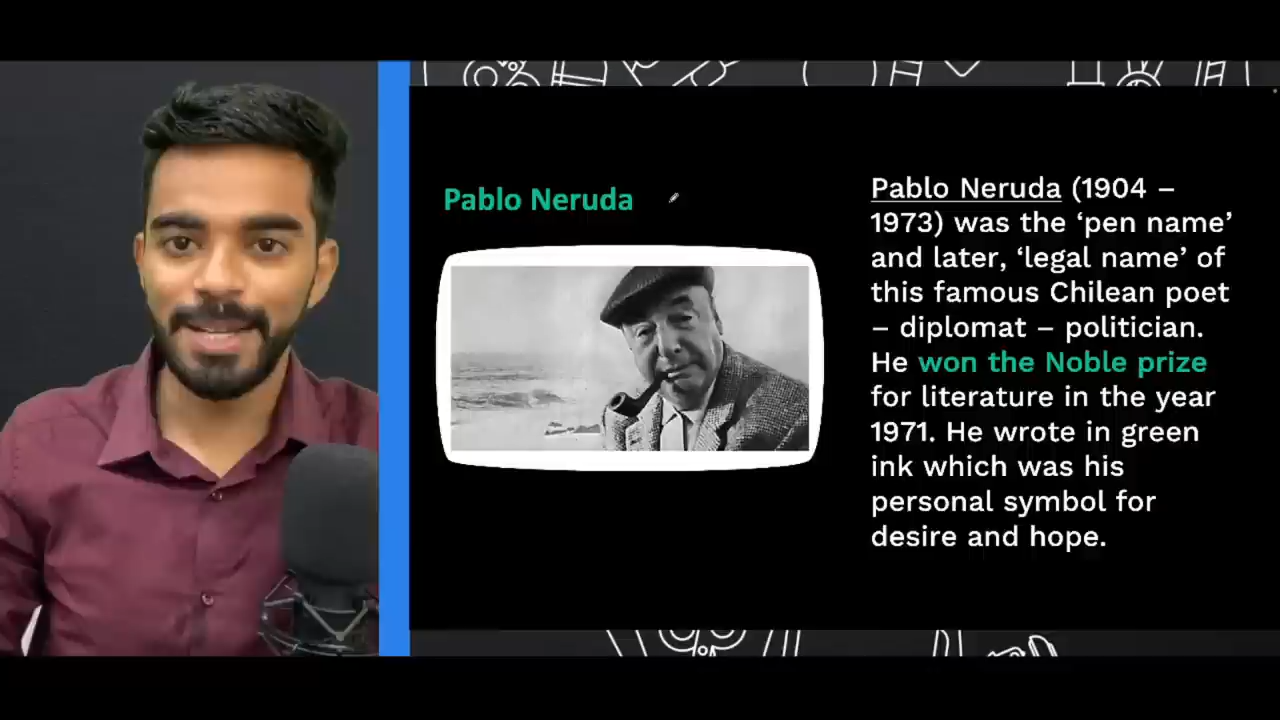 Pablo Neruda
Pablo Neruda (1904 –
1973) was the ‘pen name’
and later, ‘legal name’ of
this famous Chilean poet
– diplomat – politician.
He won the Noble prize
for literature in the year
1971. He wrote in green
ink which was his
personal symbol for
desire and hope.